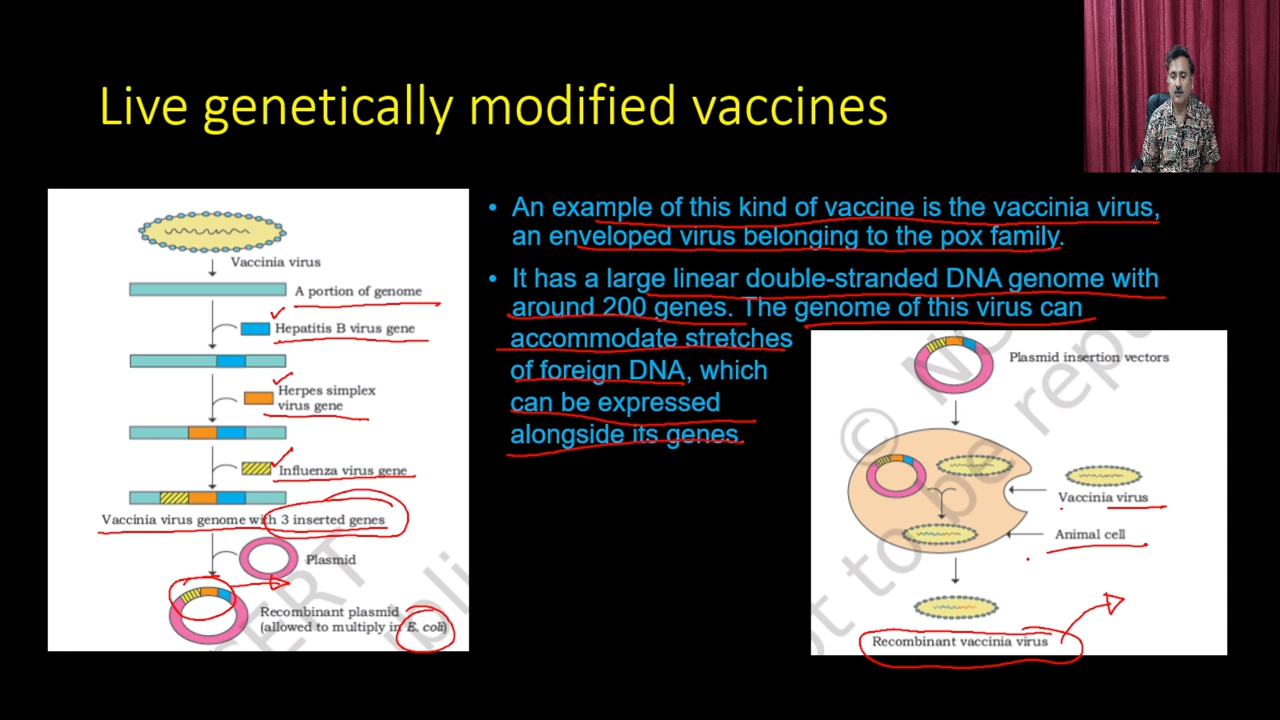 Live genetically modified vaccines
• An example of this kind of vaccine is the vaccinia virus,
an enveloped virus belonging to the pox family.
• It has a large linear double-stranded DNA genome with
around 200 genes. The genome of this virus can
accommodate stretches
of foreign DNA, which
can be expressed
alongside its genes.
Vaccinia virus
A portion of genome
Hepatitis B virus gene
Herpes simplex
virus gene
Influenza virus gene
Vaccinia virus genome with 3 inserted genes
Plasmid
Recombinant plasmid
(allowed to multiply in E. coli)
Plasmid insertion vectors
Vaccinia virus
Animal cell
Recombinant vaccinia virus